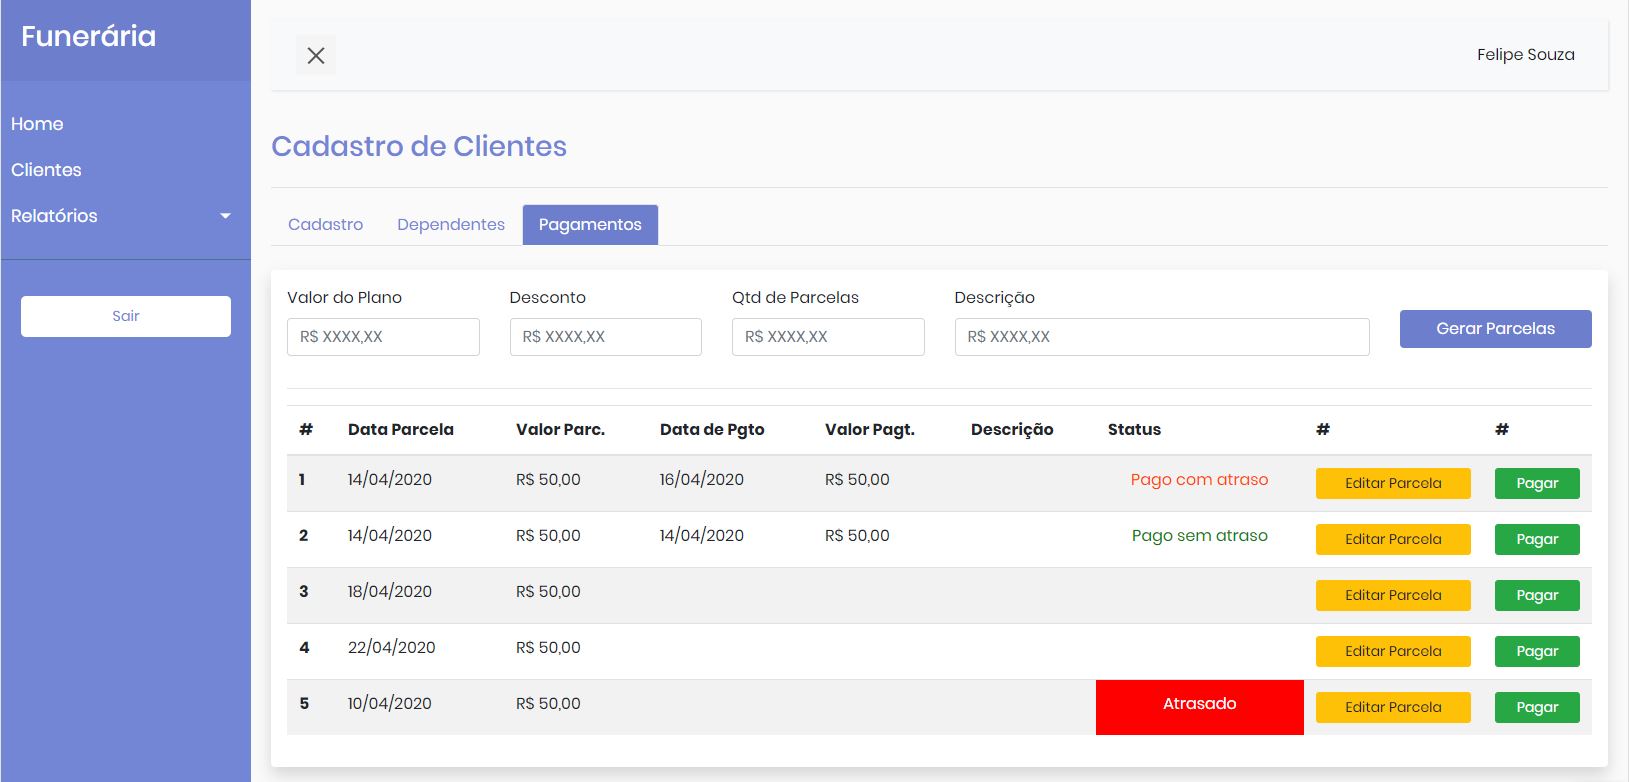 Funerária
Felipe Souza
Home
Clientes
Relatórios
Sair
Cadastro de Clientes
Cadastro Dependentes Pagamentos
Valor do Plano Desconto Qtd de Parcelas Descrição
R$ XXXX,XX R$ XXXX,XX R$ XXXX,XX R$ XXXX,XX Gerar Parcelas
# Data Parcela Valor Parc. Data de Pgto Valor Pagt. Descrição Status # #
1 14/04/2020 R$ 50,00 16/04/2020 R$ 50,00 Pago com atraso Editar Parcela Pagar
2 14/04/2020 R$ 50,00 14/04/2020 R$ 50,00 Pago sem atraso Editar Parcela Pagar
3 18/04/2020 R$ 50,00 Editar Parcela Pagar
4 22/04/2020 R$ 50,00 Editar Parcela Pagar
5 10/04/2020 R$ 50,00 Atrasado Editar Parcela Pagar